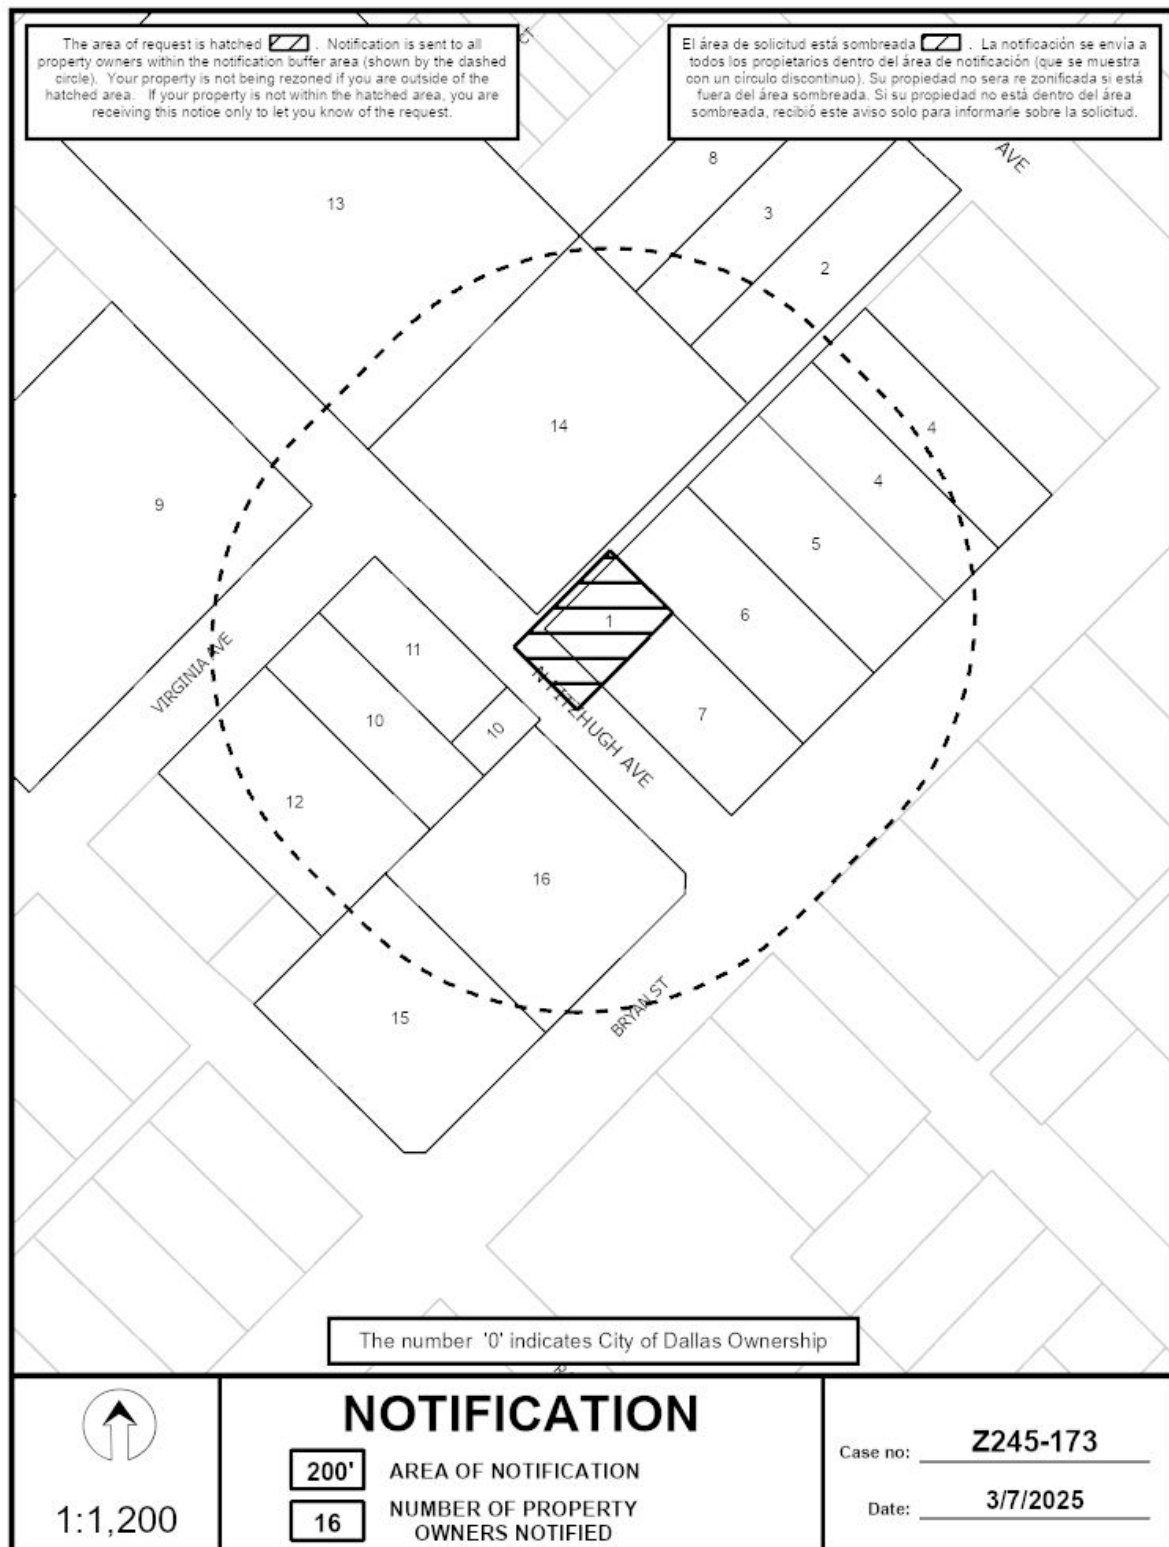 The area of request is hatched . Notification is sent to all
property owners within the notification buffer area (shown by the dashed
circle). Your property is not being rezoned if you are outside of the
hatched area. If your property is not within the hatched area, you are
receiving this notice only to let you know of the request.
El área de solicitud está sombreada . La notificación se envía a
todos los propietarios dentro del área de notificación (que se muestra
con un círculo discontinuo). Su propiedad no sera re zonificada si está
fuera del área sombreada. Si su propiedad no está dentro del área
sombreada, recibió este aviso solo para informarle sobre la solicitud.
AVE
8
13
3
2
14
4
9
4
5
1
6
11
VIRGINIA AVE
N FITZHUGH AVE
7
10
10
12
16
BRYAN ST
15
The number '0' indicates City of Dallas Ownership
NOTIFICATION
200' AREA OF NOTIFICATION
16 NUMBER OF PROPERTY
OWNERS NOTIFIED
1:1,200
Case no: Z245-173
Date: 3/7/2025